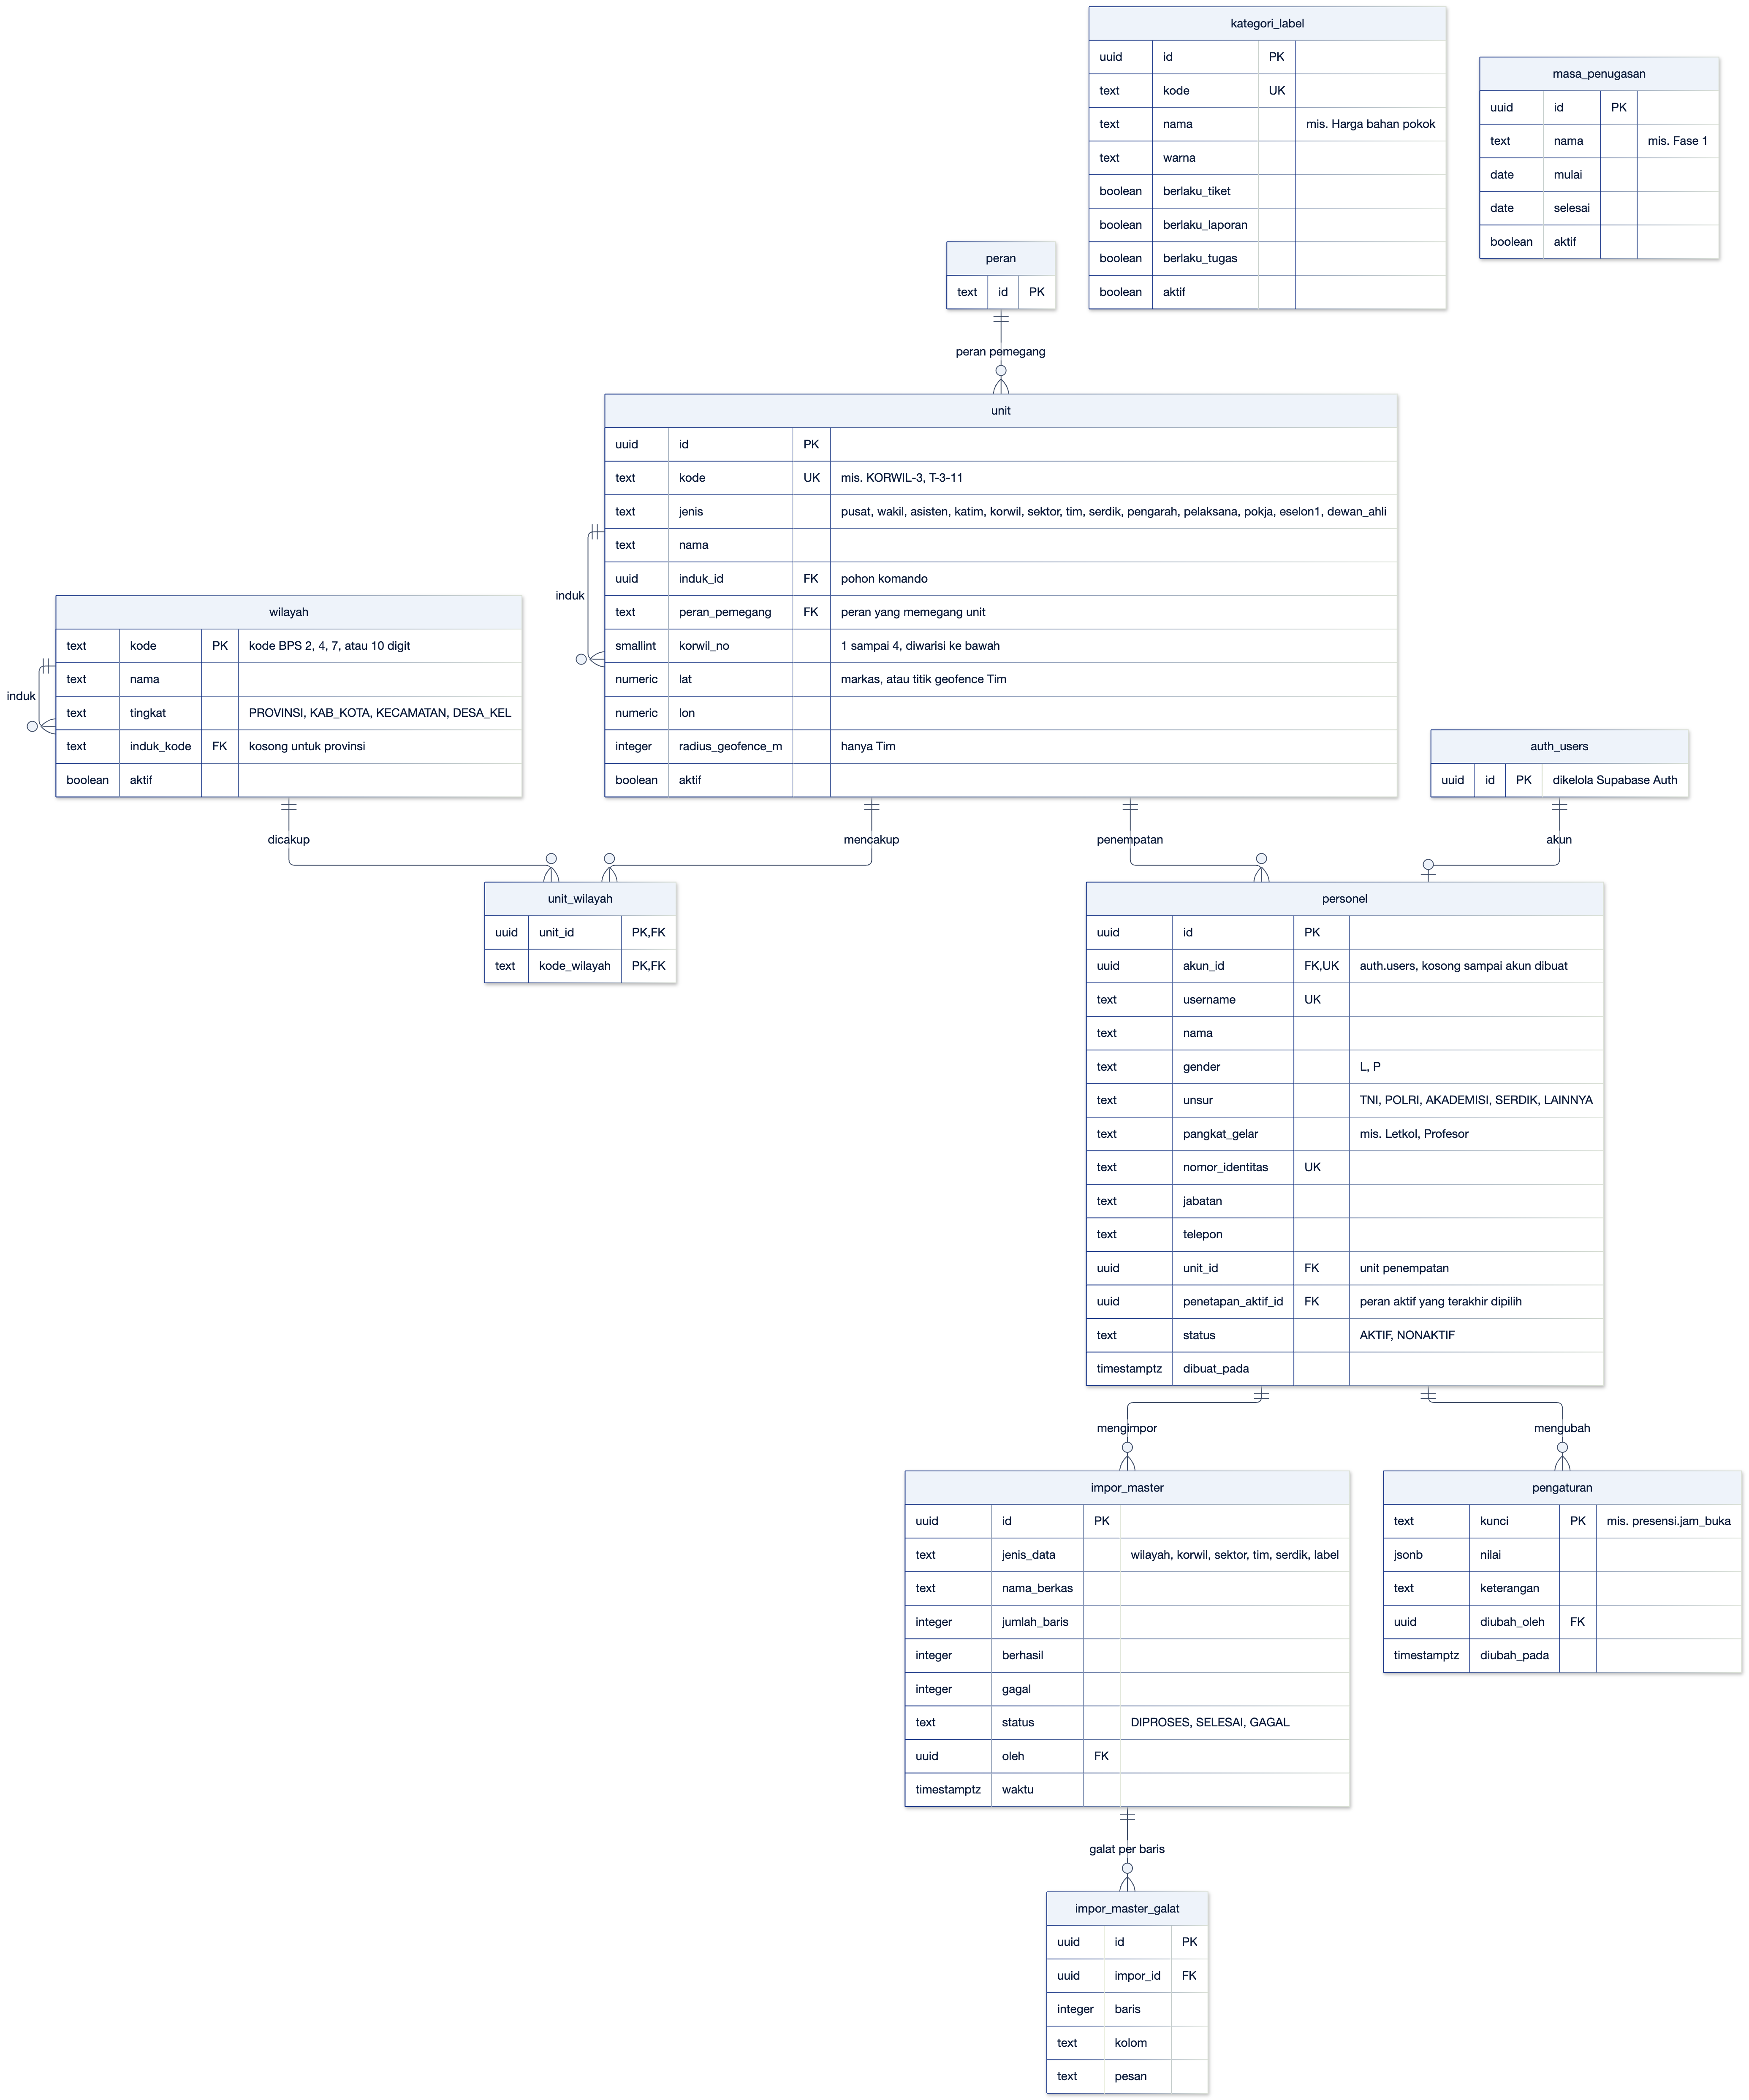 kategori_label
uuid id PK
text kode UK
text nama mis. Harga bahan pokok
text warna
boolean berlaku_tiket
boolean berlaku_laporan
boolean berlaku_tugas
boolean aktif
masa_penugasan
uuid id PK
text nama mis. Fase 1
date mulai
date selesai
boolean aktif
peran
text id PK
peran pemegang
unit
uuid id PK
text kode UK mis. KORWIL-3, T-3-11
text jenis pusat, wakil, asisten, katim, korwil, sektor, tim, serdik, pengarah, pelaksana, pokja, eselon1, dewan_ahli
text nama
uuid induk_id FK pohon komando
text peran_pemegang FK peran yang memegang unit
smallint korwil_no 1 sampai 4, diwarisi ke bawah
numeric lat markas, atau titik geofence Tim
numeric lon
integer radius_geofence_m hanya Tim
boolean aktif
induk
wilayah
text kode PK kode BPS 2, 4, 7, atau 10 digit
text nama
text tingkat PROVINSI, KAB_KOTA, KECAMATAN, DESA_KEL
text induk_kode FK kosong untuk provinsi
boolean aktif
induk
auth_users
uuid id PK dikelola Supabase Auth
dicakup
mencakup
penempatan
akun
unit_wilayah
uuid unit_id PK,FK
text kode_wilayah PK,FK
personel
uuid id PK
uuid akun_id FK,UK auth.users, kosong sampai akun dibuat
text username UK
text nama
text gender L, P
text unsur TNI, POLRI, AKADEMISI, SERDIK, LAINNYA
text pangkat_gelar mis. Letkol, Profesor
text nomor_identitas UK
text jabatan
text telepon
uuid unit_id FK unit penempatan
uuid penetapan_aktif_id FK peran aktif yang terakhir dipilih
text status AKTIF, NONAKTIF
timestamptz dibuat_pada
mengimpor
mengubah
impor_master
uuid id PK
text jenis_data wilayah, korwil, sektor, tim, serdik, label
text nama_berkas
integer jumlah_baris
integer berhasil
integer gagal
text status DIPROSES, SELESAI, GAGAL
uuid oleh FK
timestamptz waktu
pengaturan
text kunci PK mis. presensi.jam_buka
jsonb nilai
text keterangan
uuid diubah_oleh FK
timestamptz diubah_pada
galat per baris
impor_master_galat
uuid id PK
uuid impor_id FK
integer baris
text kolom
text pesan